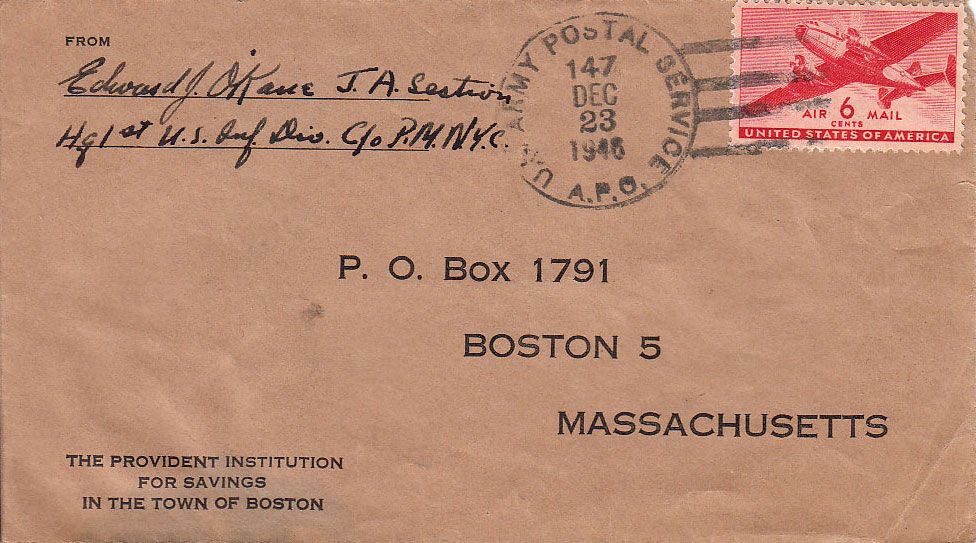 FROM
Edward J. O'Kane J. A. Section
Hq 1st U.S. Inf. Div. C/o P.M. N.Y.C.
U.S. ARMY POSTAL SERVICE
147
DEC
23
1946
A.P.O.
AIR 6 MAIL
CENTS
UNITED STATES OF AMERICA
P. O. BOX 1791
BOSTON 5
MASSACHUSETTS
THE PROVIDENT INSTITUTION
FOR SAVINGS
IN THE TOWN OF BOSTON